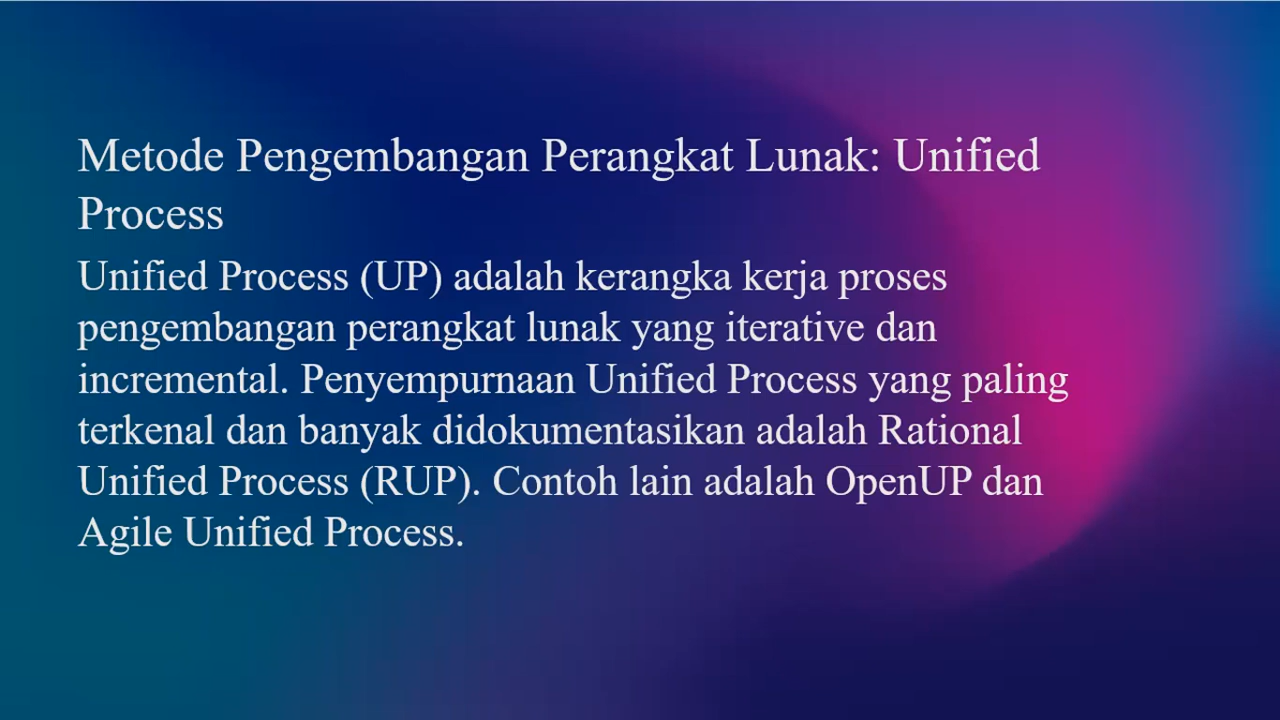 Metode Pengembangan Perangkat Lunak: Unified
Process
Unified Process (UP) adalah kerangka kerja proses
pengembangan perangkat lunak yang iterative dan
incremental. Penyempurnaan Unified Process yang paling
terkenal dan banyak didokumentasikan adalah Rational
Unified Process (RUP). Contoh lain adalah OpenUP dan
Agile Unified Process.